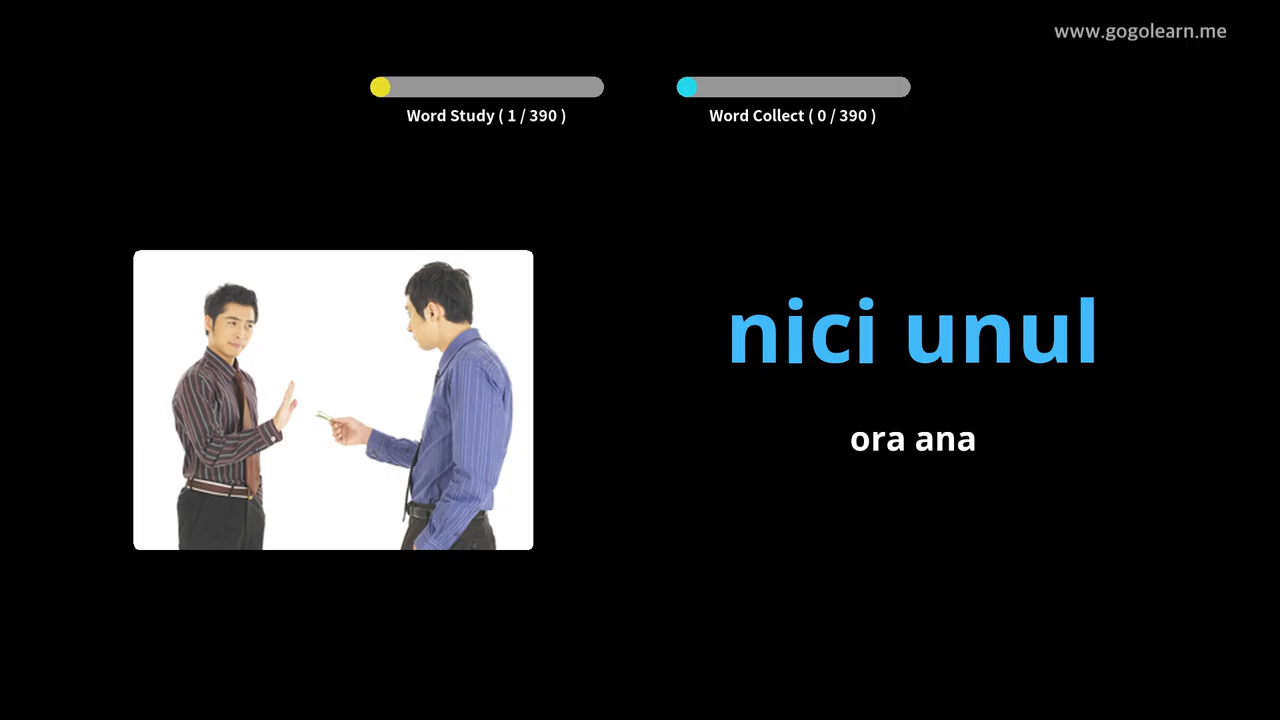 www.gogolearn.me
Word Study ( 1 / 390 )
Word Collect ( 0 / 390 )
nici unul
ora ana